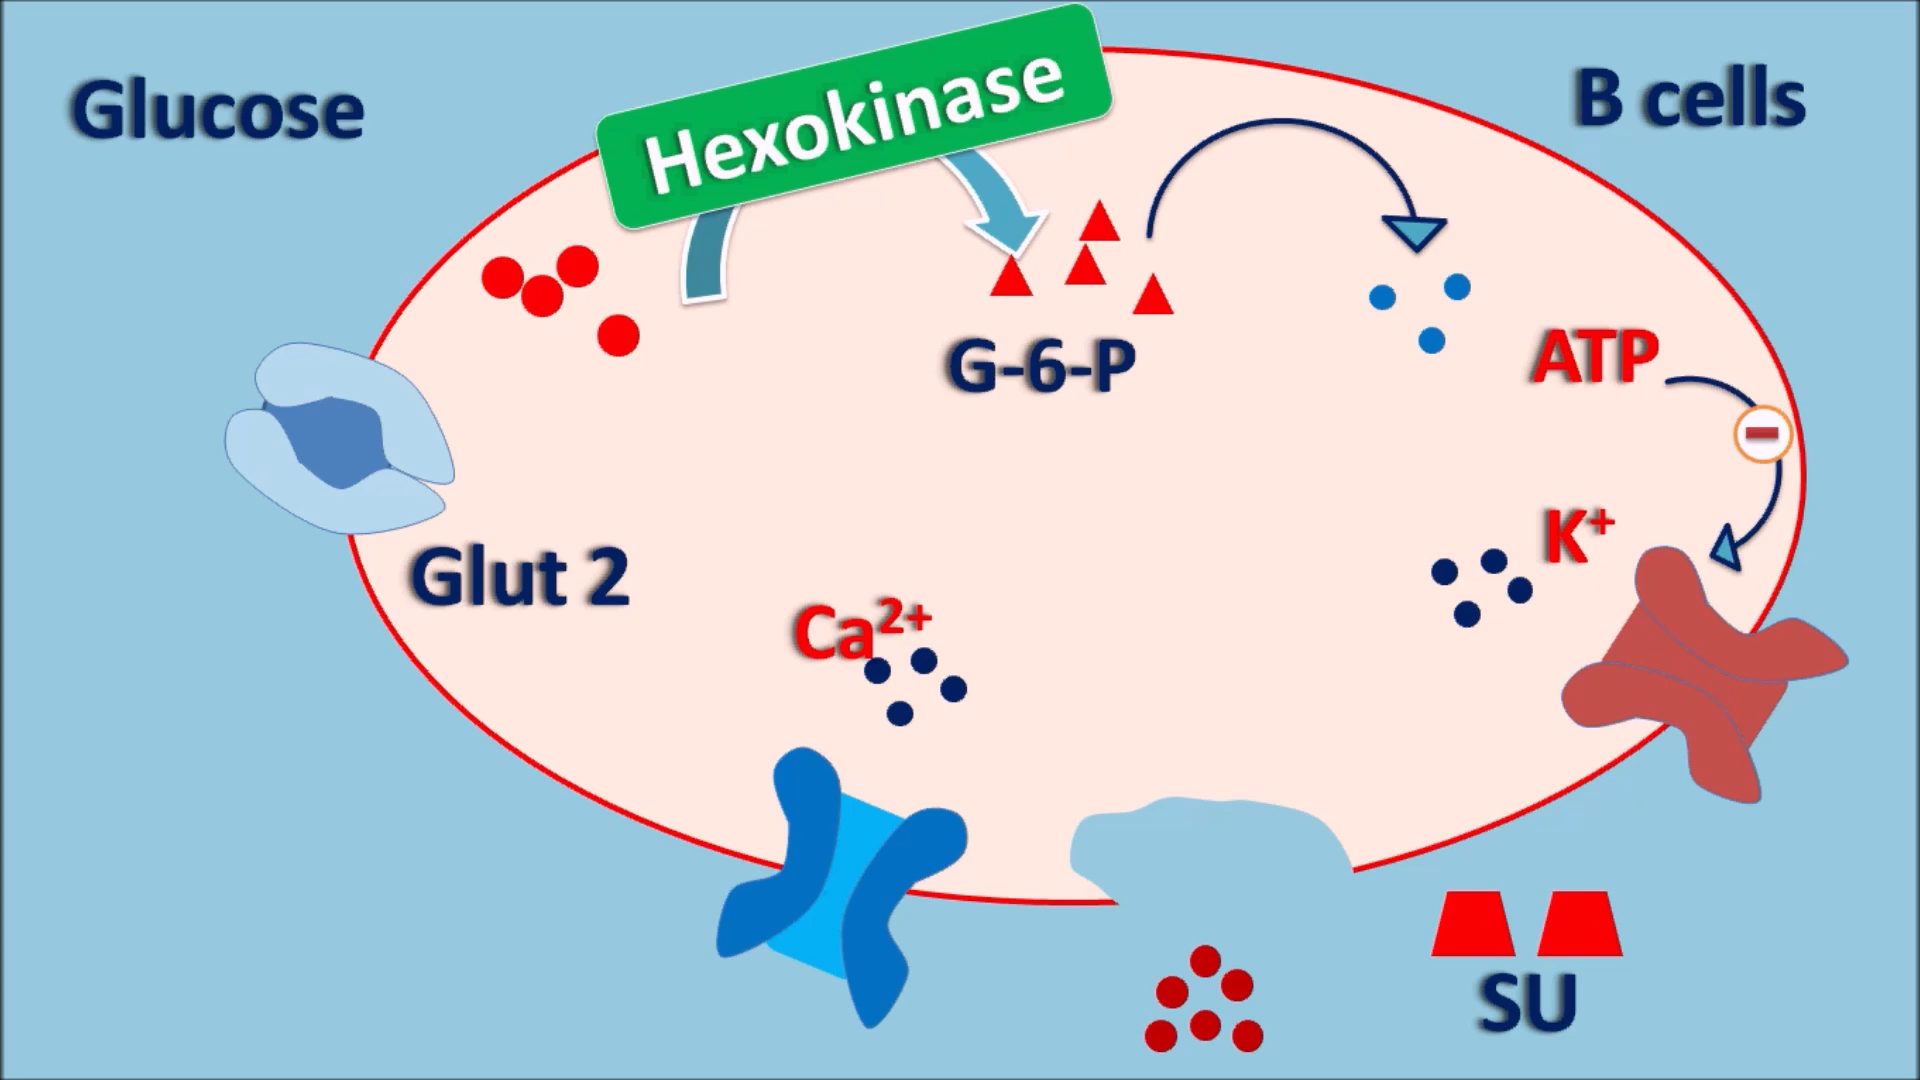 Glucose
Hexokinase
B cells
G-6-P
ATP
Glut 2
K⁺
Ca²⁺
SU